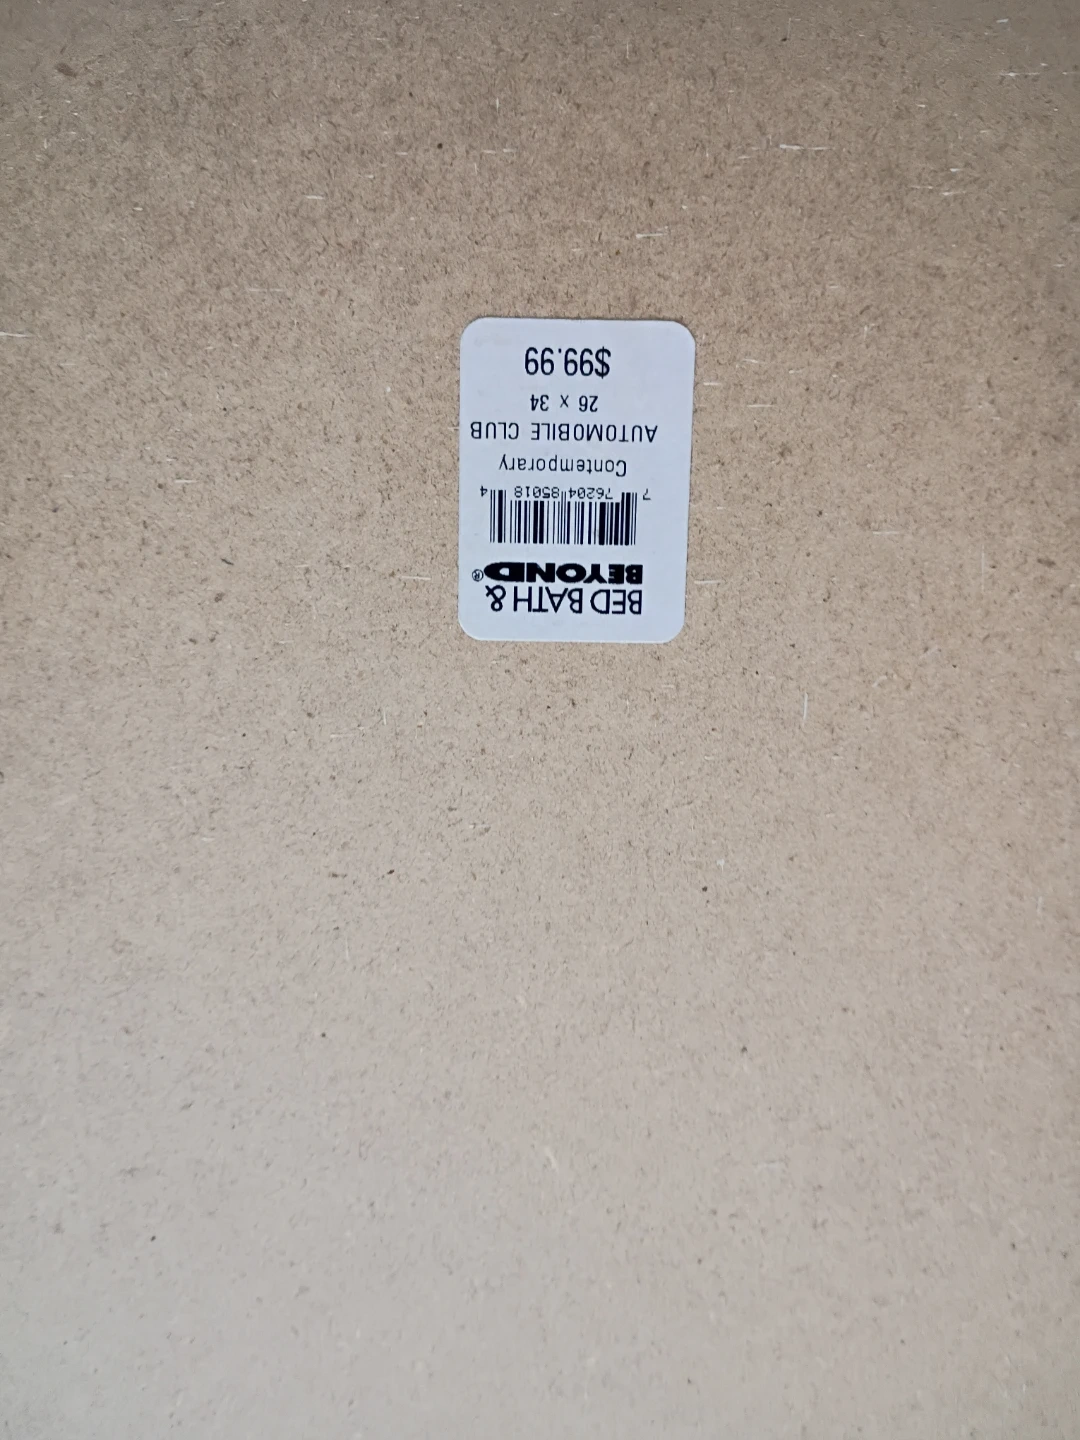 BED BATH &
BEYOND®
7 76204 85018 4
Contemporary
AUTOMOBILE CLUB
26 x 34
$99.99